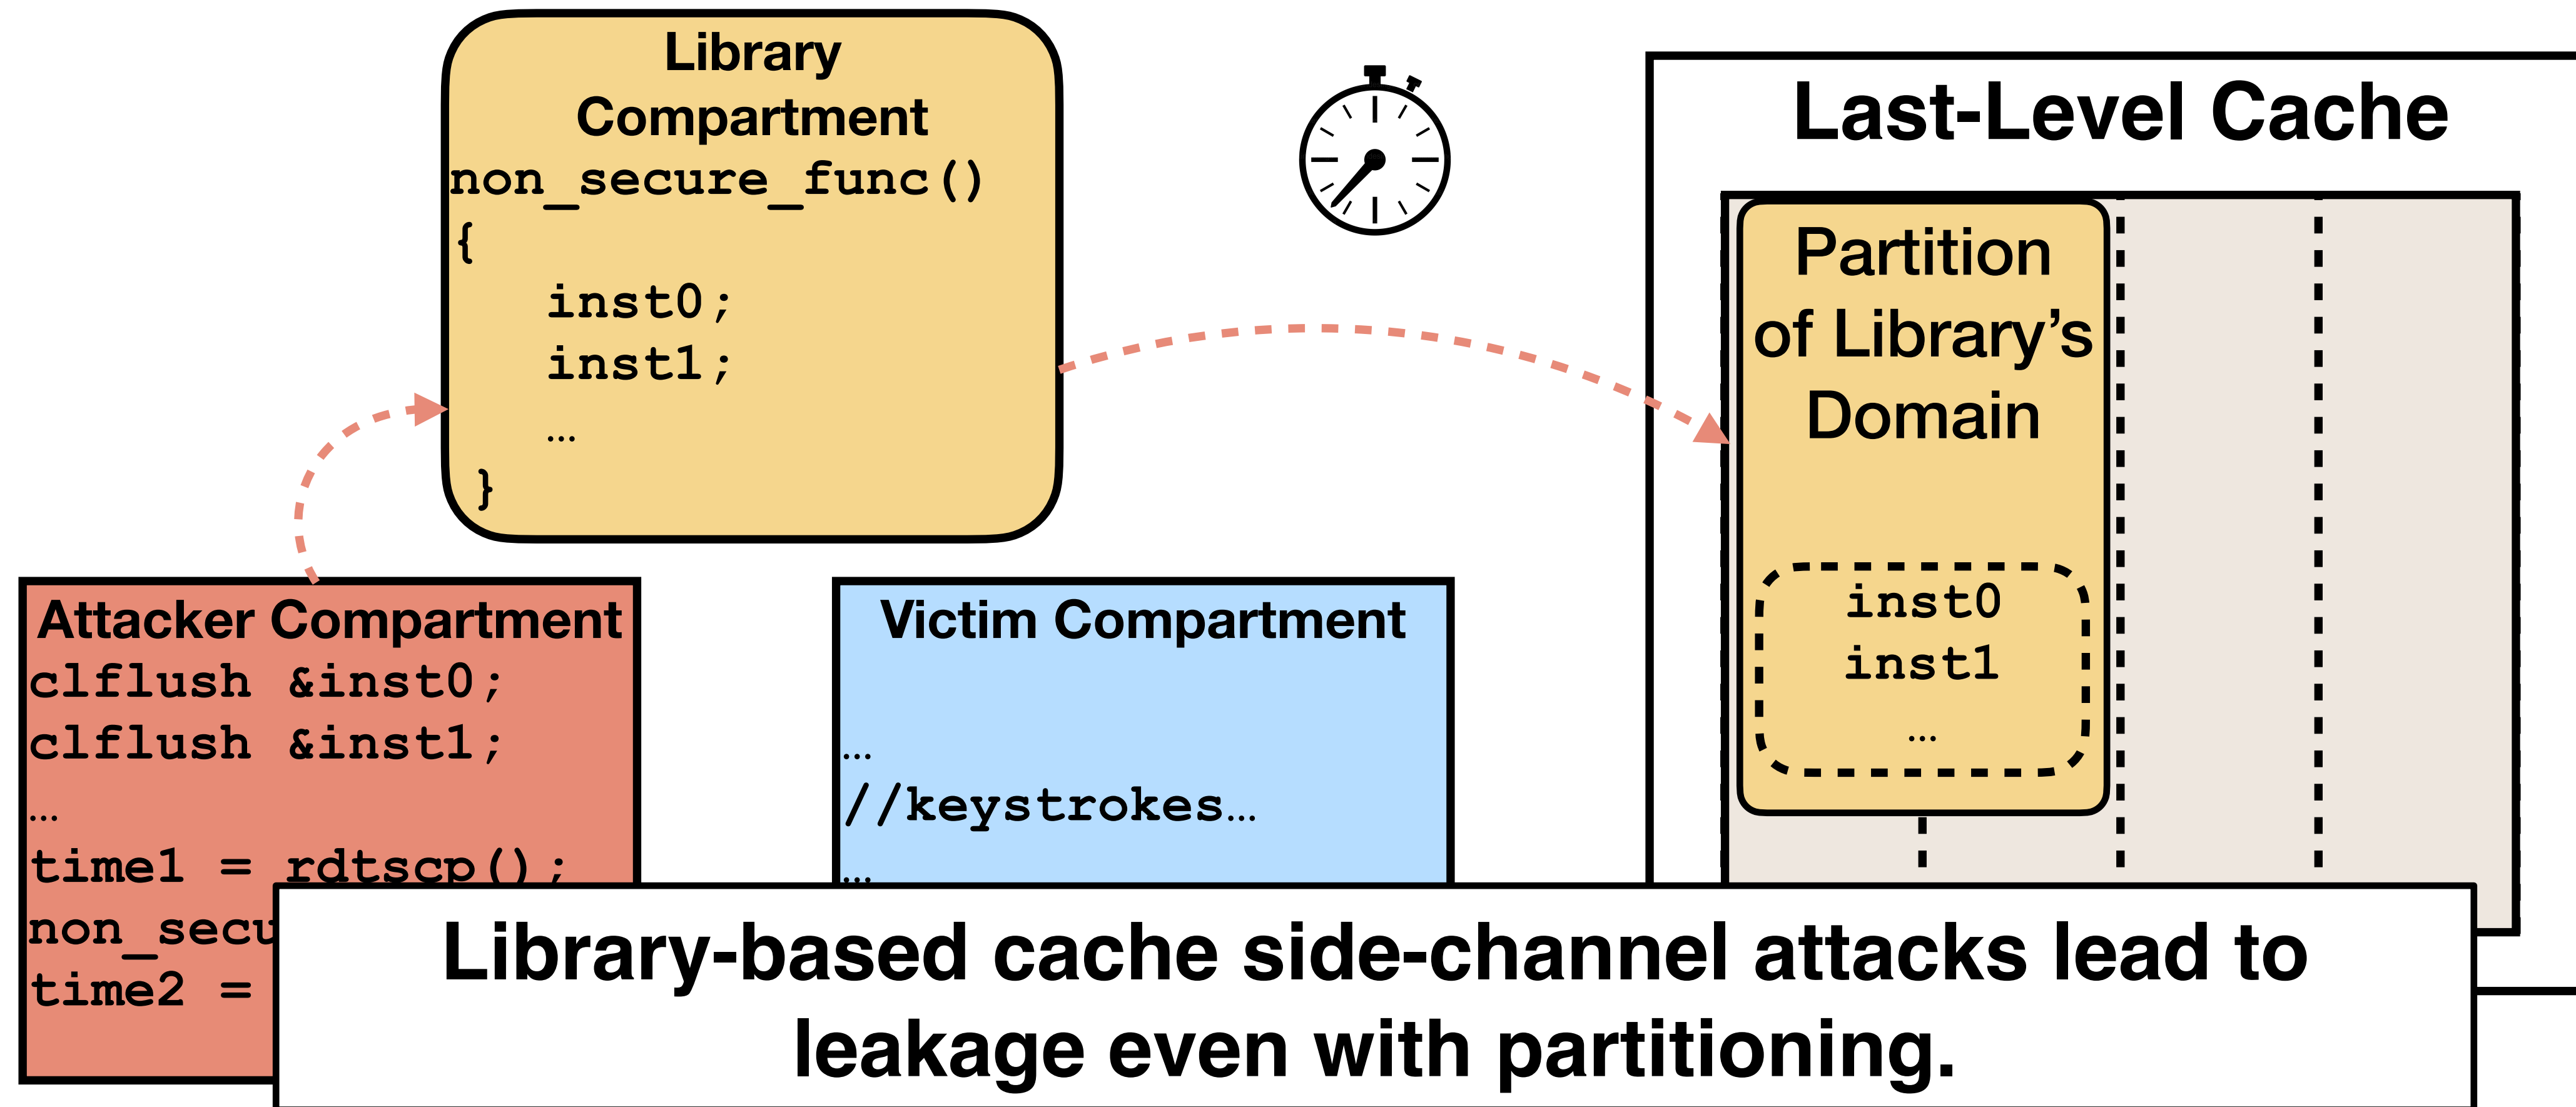 Library
Compartment
non_secure_func()
{
inst0;
inst1;
…
}
Attacker Compartment
clflush &inst0;
clflush &inst1;
…
time1 = rdtscp();
non_secu
time2 =
Victim Compartment
…
//keystrokes…
…
Last-Level Cache
Partition
of Library’s
Domain
inst0
inst1
…
Library-based cache side-channel attacks lead to
leakage even with partitioning.